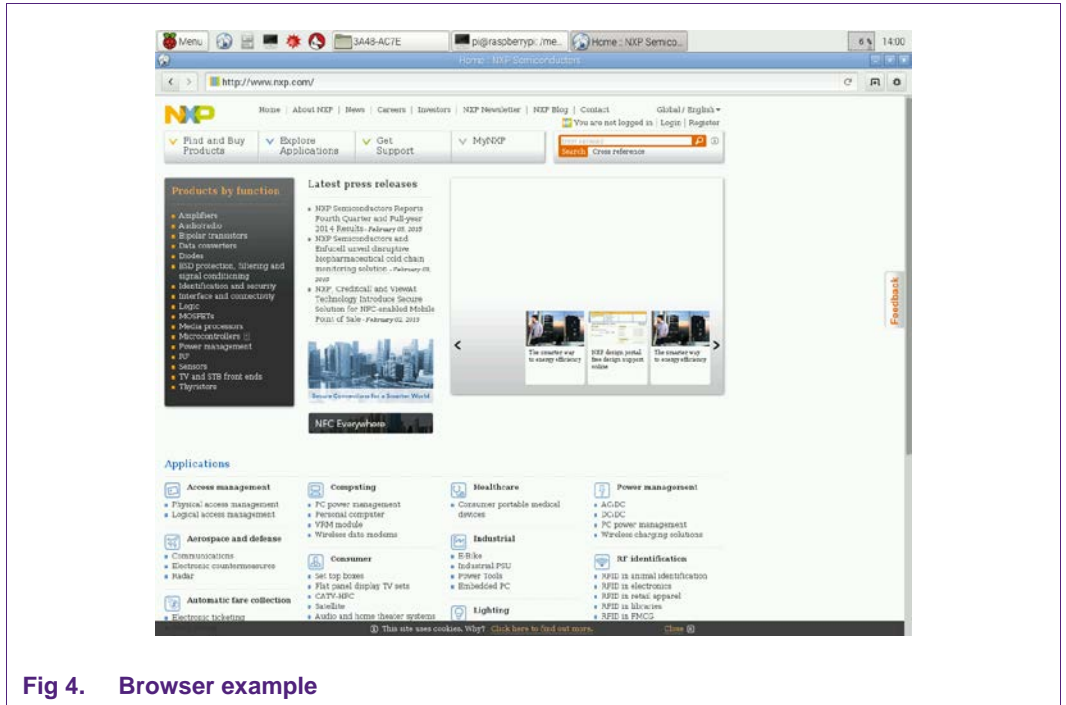 Menu
3A48-AC7E
pi@raspberrypi: /me...
Home : NXP Semico...
6 %
14:00
Home : NXP Semiconductors
http://www.nxp.com/
NXP
Home | About NXP | News | Careers | Investors | NXP Newsletter | NXP Blog | Contact
Global / English
You are not logged in | Login | Register
Find and Buy Products
Explore Applications
Get Support
MyNXP
Search
Cross reference
Products by function
Amplifiers
Audio/radio
Bipolar transistors
Data converters
Diodes
ESD protection, filtering and
signal conditioning
Identification and security
Interface and connectivity
Logic
MOSFETs
Media processors
Microcontrollers
Power management
RF
Sensors
TV and STB front ends
Thyristors
Latest press releases
NXP Semiconductors Reports
Fourth Quarter and Full-year
2014 Results - February 05, 2015
NXP Semiconductors and
Enfucell unveil disruptive
biopharmaceutical cold chain
monitoring solution - February 03,
2015
NXP, Creditcall and Viewat
Technology Introduce Secure
Solution for NFC-enabled Mobile
Point of Sale - February 02, 2015
Secure Connections for a Smarter World
NFC Everywhere
The smarter way
to energy efficiency
NXP design portal
free design support
online
The smarter way
to energy efficiency
Feedback
Applications
Access management
Physical access management
Logical access management
Aerospace and defense
Communications
Electronic countermeasures
Radar
Automatic fare collection
Electronic ticketing
Computing
PC power management
Personal computer
VRM module
Wireless data modems
Consumer
Set top boxes
Flat panel display TV sets
CATV-HFC
Satellite
Audio and home theater systems
Healthcare
Consumer portable medical
devices
Industrial
E-Bike
Industrial PSU
Power Tools
Embedded PC
Lighting
Power management
AC/DC
DC/DC
PC power management
Wireless charging solutions
RF identification
RFID in animal identification
RFID in electronics
RFID in retail apparel
RFID in libraries
RFID in FMCG
This site uses cookies. Why? Click here to find out more.
Close
Fig 4. Browser example